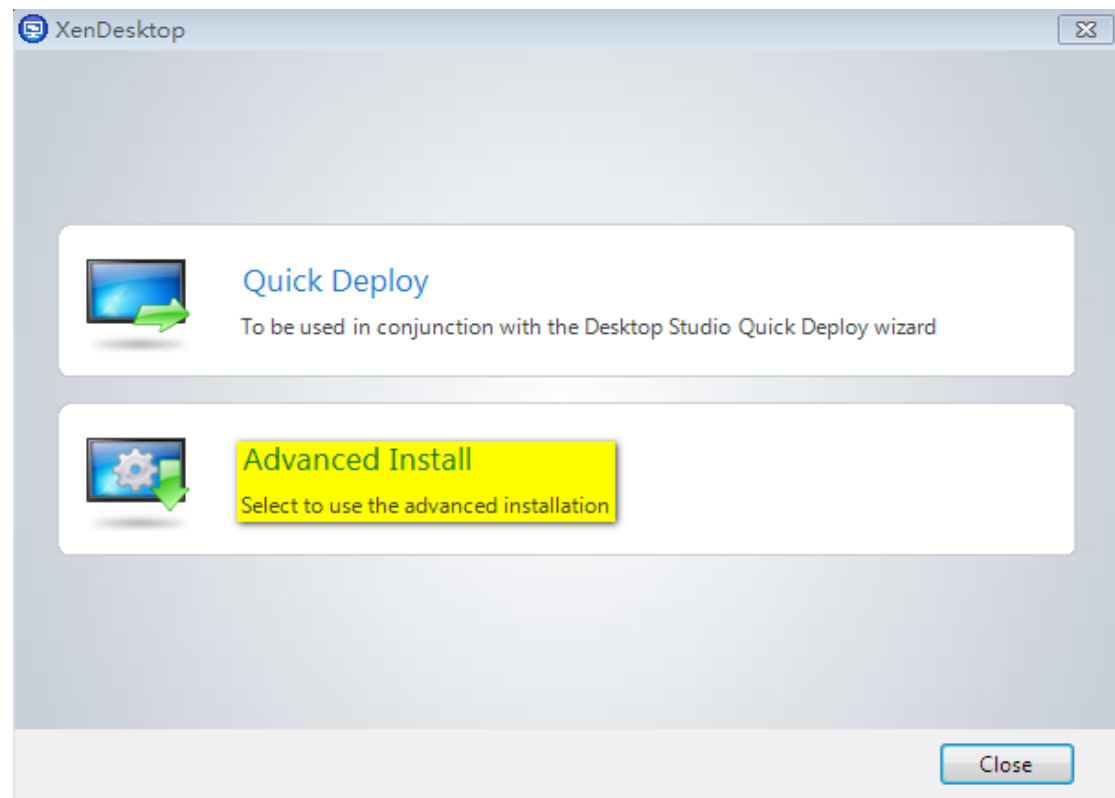 XenDesktop
Quick Deploy
To be used in conjunction with the Desktop Studio Quick Deploy wizard
Advanced Install
Select to use the advanced installation
Close